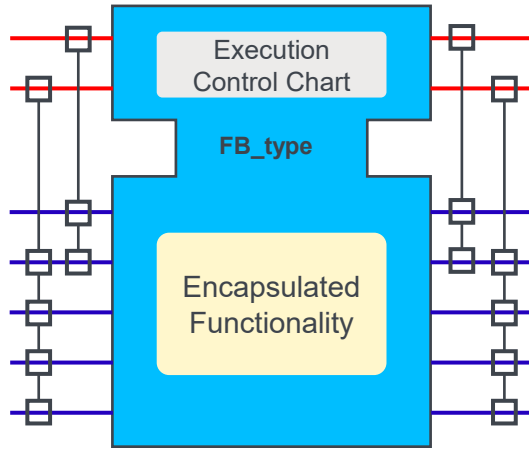 Execution
Control Chart
FB_type
Encapsulated
Functionality